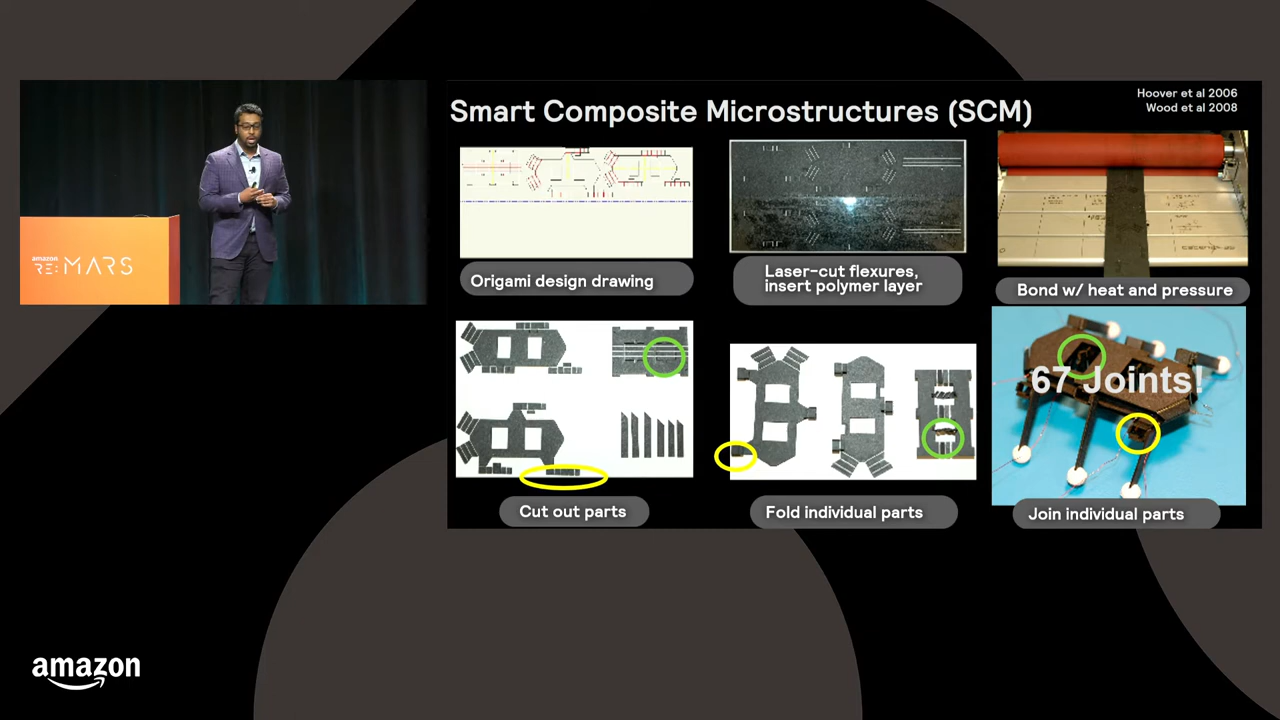 Smart Composite Microstructures (SCM)
Hoover et al 2006
Wood et al 2008
Origami design drawing
Laser-cut flexures,
insert polymer layer
Bond w/ heat and pressure
67 Joints!
Cut out parts
Fold individual parts
Join individual parts
amazon
RE:MARS
amazon